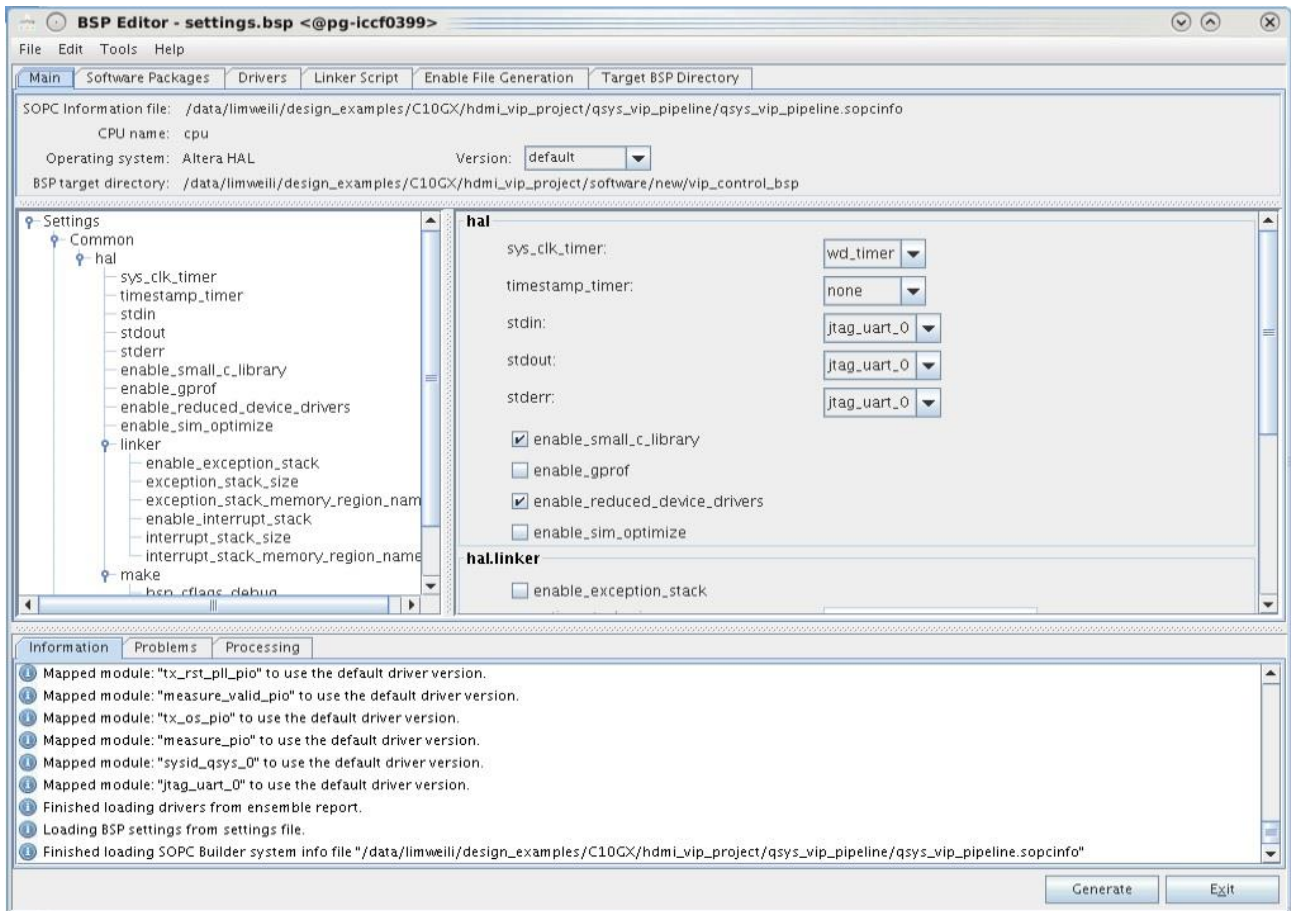 BSP Editor - settings.bsp <@pg-iccf0399>
File Edit Tools Help
Main Software Packages Drivers Linker Script Enable File Generation Target BSP Directory
SOPC Information file: /data/limweili/design_examples/C10GX/hdmi_vip_project/qsys_vip_pipeline/qsys_vip_pipeline.sopcinfo
CPU name: cpu
Operating system: Altera HAL Version: default
BSP target directory: /data/limweili/design_examples/C10GX/hdmi_vip_project/software/new/vip_control_bsp
Settings
Common
hal
sys_clk_timer
timestamp_timer
stdin
stdout
stderr
enable_small_c_library
enable_gprof
enable_reduced_device_drivers
enable_sim_optimize
linker
enable_exception_stack
exception_stack_size
exception_stack_memory_region_nam
enable_interrupt_stack
interrupt_stack_size
interrupt_stack_memory_region_name
make
bsp_cflags_debug
hal
sys_clk_timer: wd_timer
timestamp_timer: none
stdin: jtag_uart_0
stdout: jtag_uart_0
stderr: jtag_uart_0
enable_small_c_library
enable_gprof
enable_reduced_device_drivers
enable_sim_optimize
hal.linker
enable_exception_stack
Information Problems Processing
Mapped module: "tx_rst_pll_pio" to use the default driver version.
Mapped module: "measure_valid_pio" to use the default driver version.
Mapped module: "tx_os_pio" to use the default driver version.
Mapped module: "measure_pio" to use the default driver version.
Mapped module: "sysid_qsys_0" to use the default driver version.
Mapped module: "jtag_uart_0" to use the default driver version.
Finished loading drivers from ensemble report.
Loading BSP settings from settings file.
Finished loading SOPC Builder system info file "/data/limweili/design_examples/C10GX/hdmi_vip_project/qsys_vip_pipeline/qsys_vip_pipeline.sopcinfo"
Generate Exit